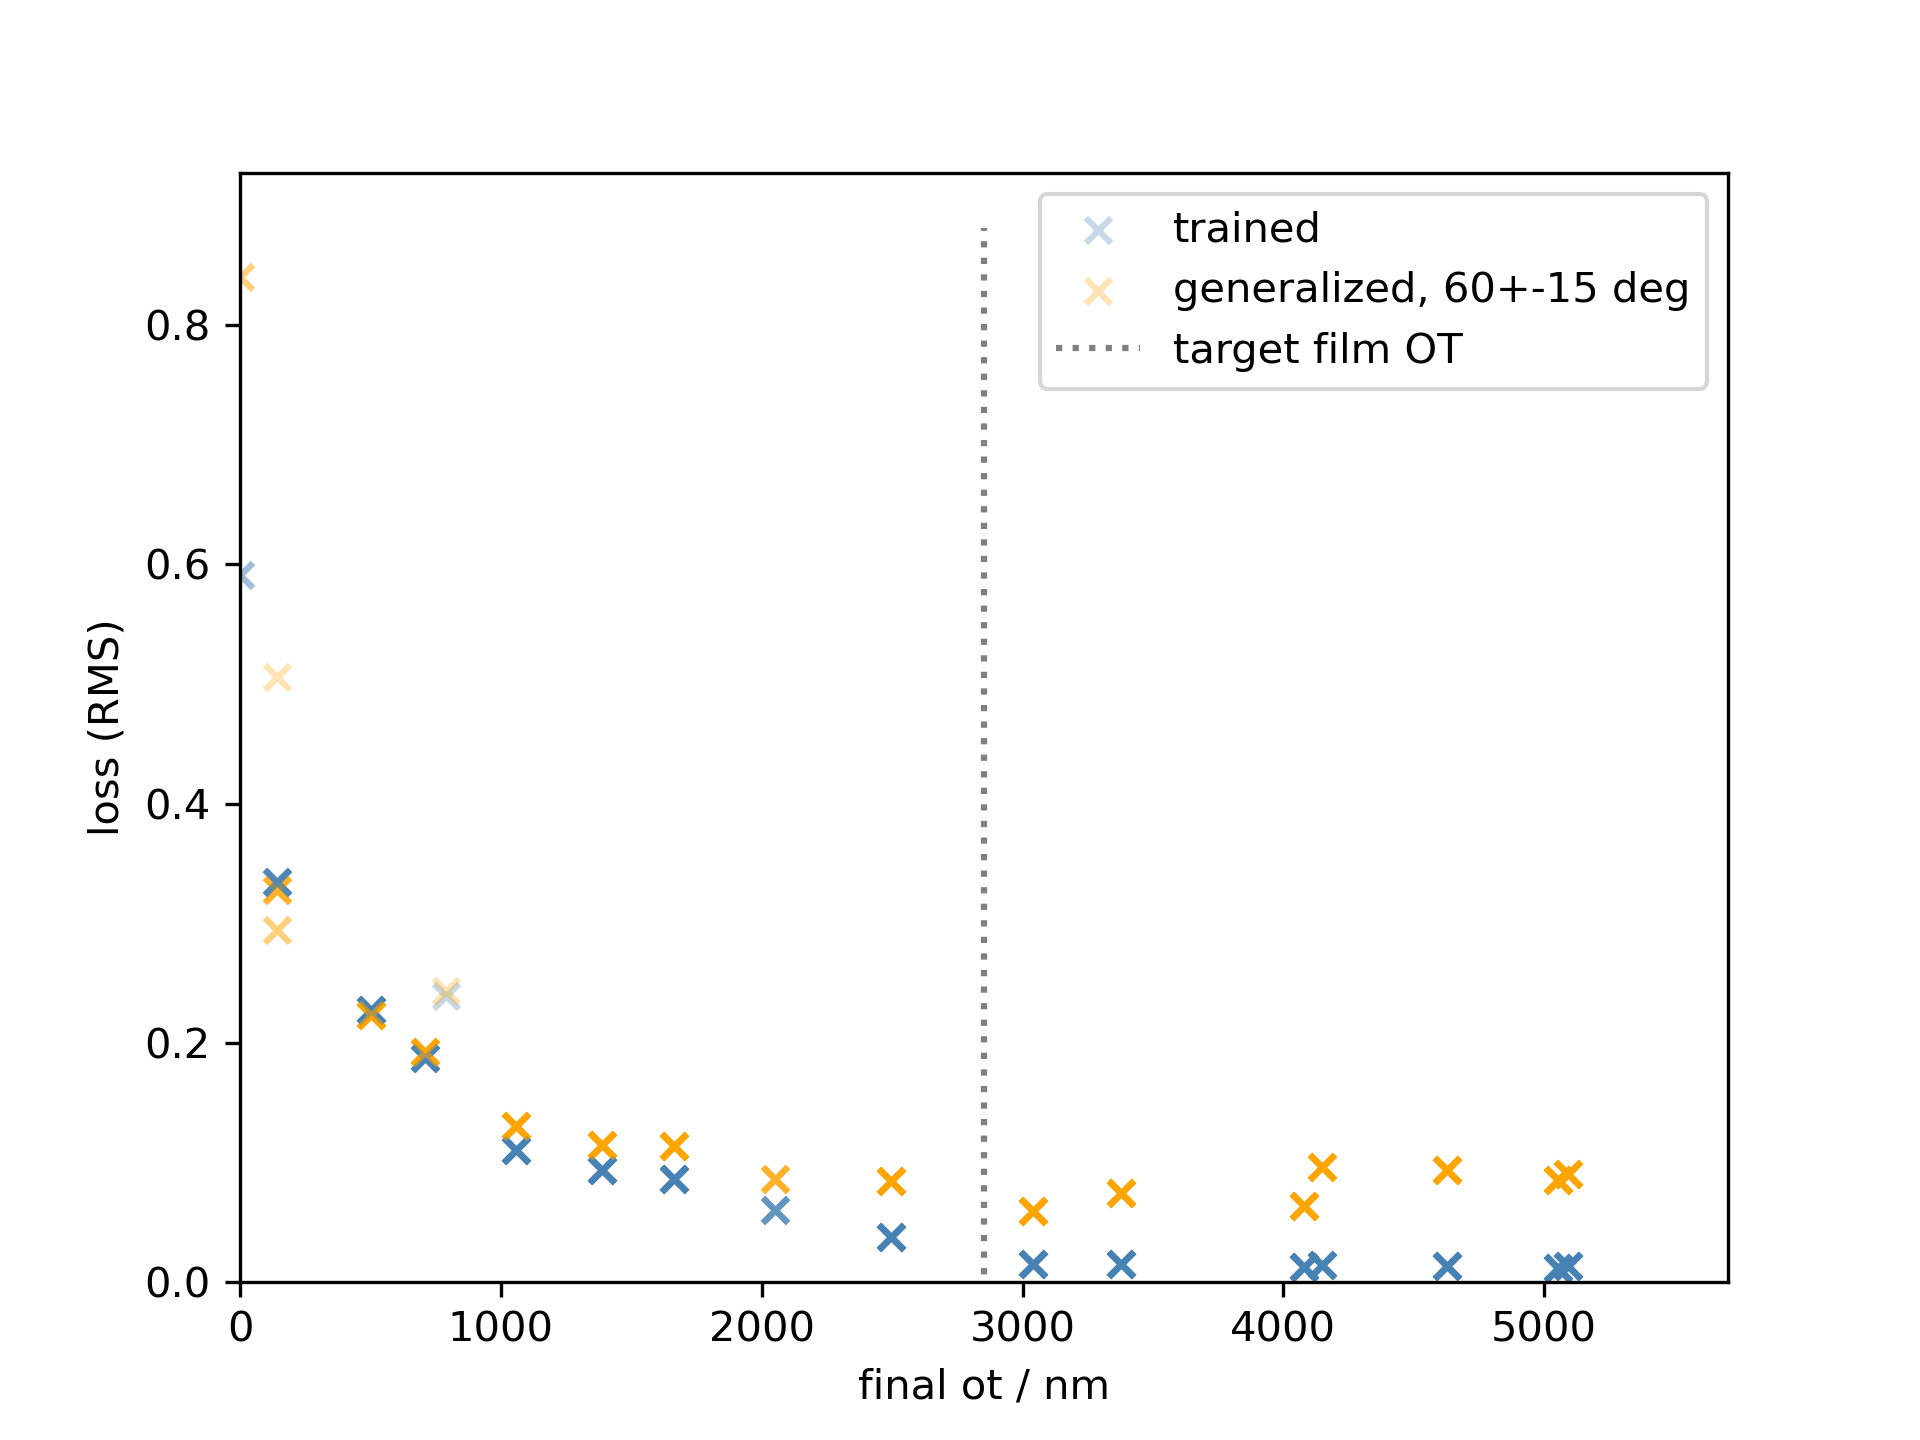 trained
generalized, 60+-15 deg
target film OT
0.8
0.6
0.4
0.2
0.0
loss (RMS)
0 1000 2000 3000 4000 5000
final ot / nm